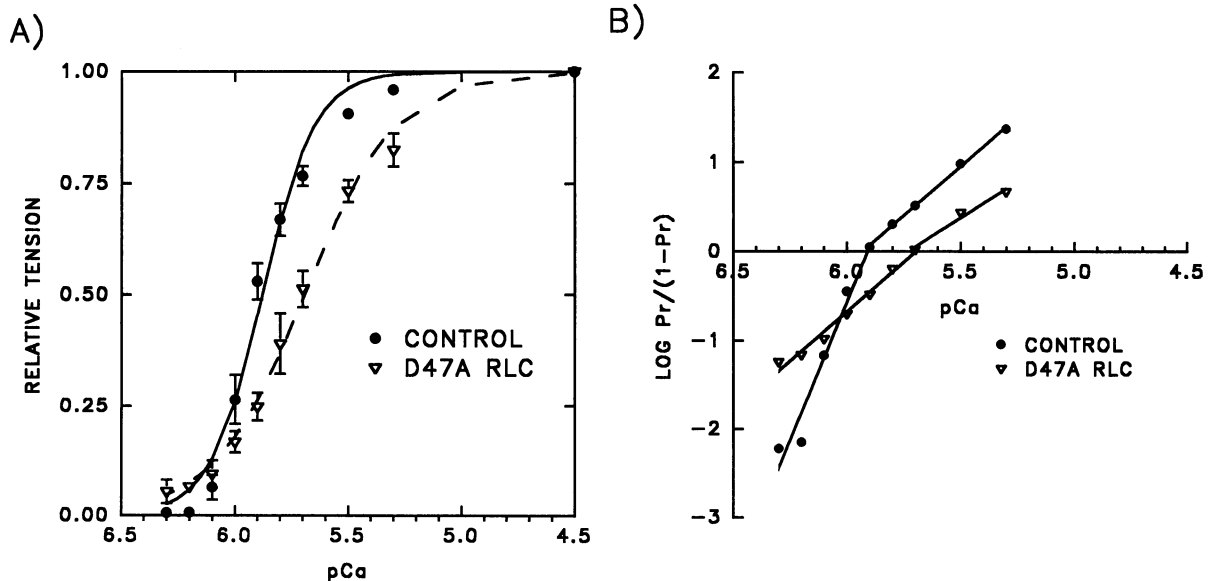 A)
B)
1.00
0.75
0.50
0.25
0.00
RELATIVE TENSION
6.5
6.0
5.5
5.0
4.5
pCa
CONTROL
D47A RLC
2
1
0
−1
−2
−3
LOG Pr/(1−Pr)
6.5
6.0
5.5
5.0
4.5
pCa
CONTROL
D47A RLC